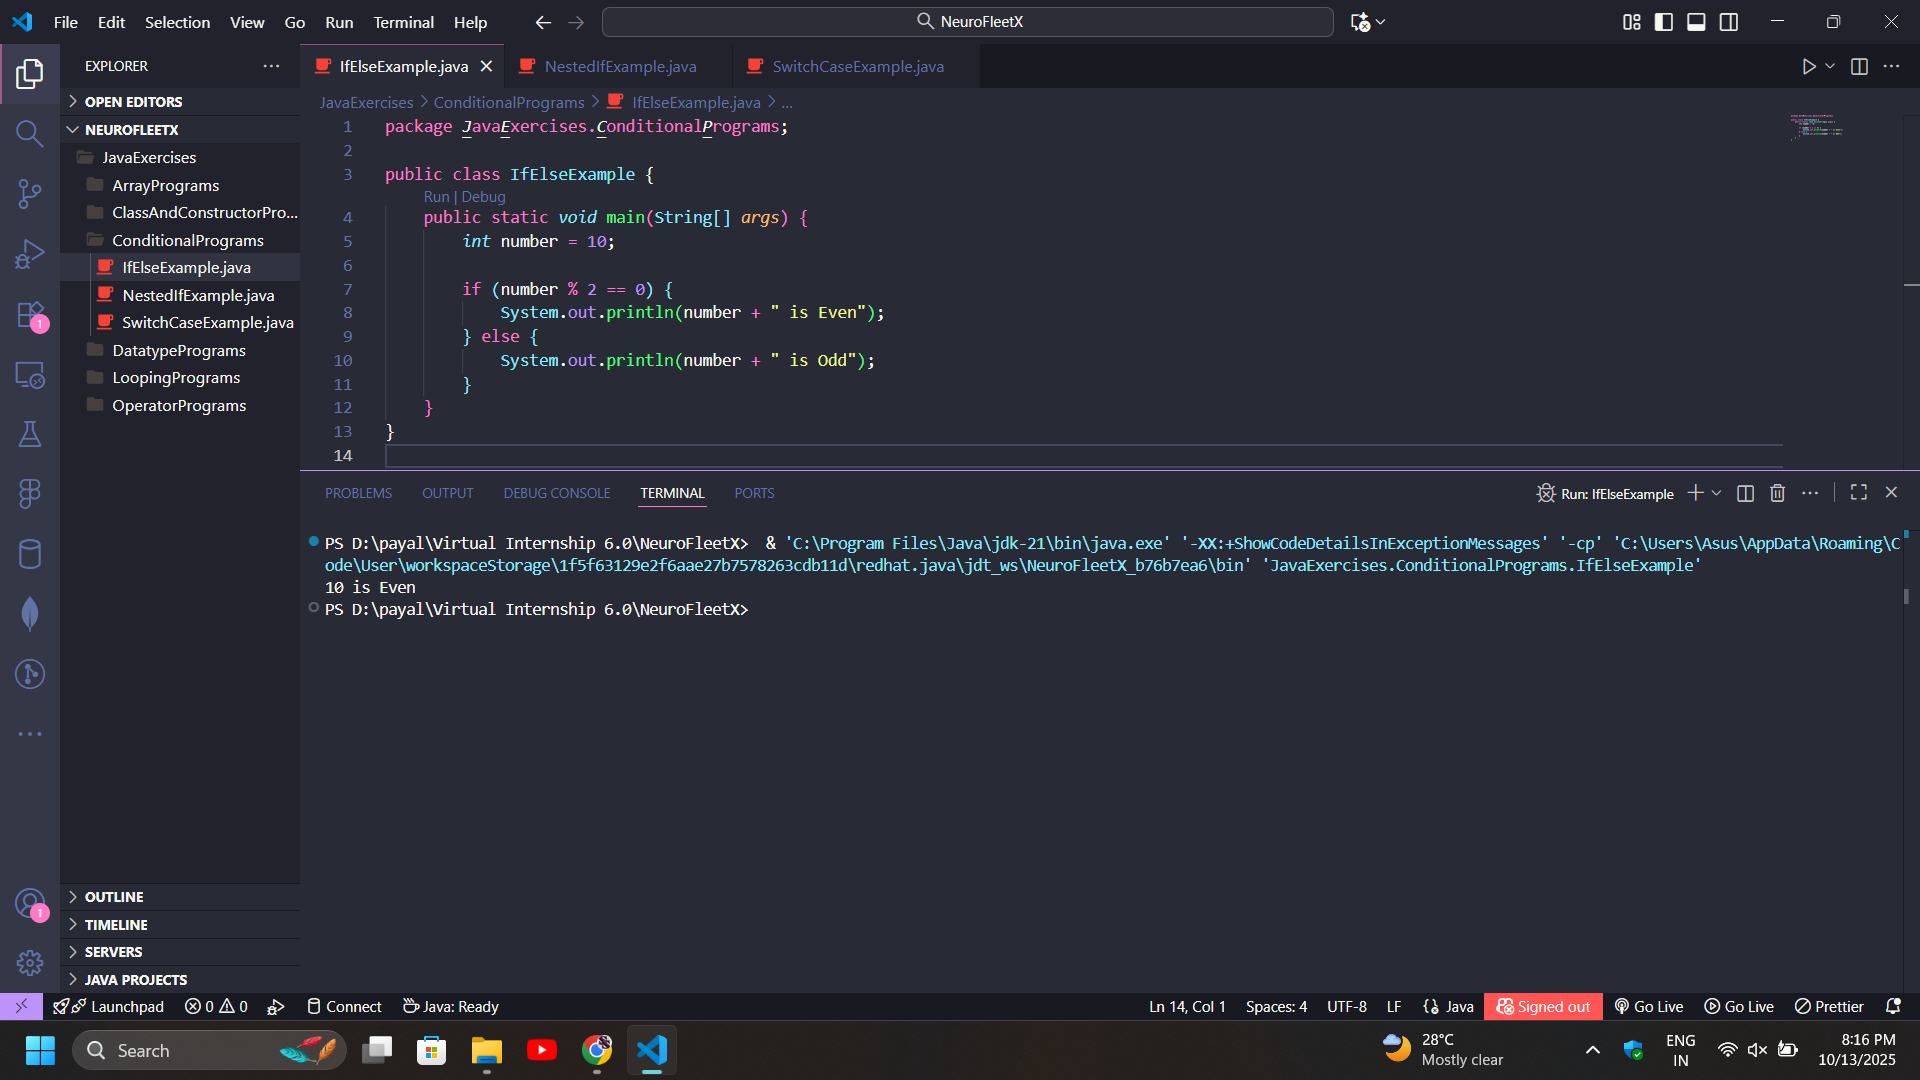 File Edit Selection View Go Run Terminal Help
NeuroFleetX
EXPLORER
OPEN EDITORS
NEUROFLEETX
JavaExercises
ArrayPrograms
ClassAndConstructorPro...
ConditionalPrograms
IfElseExample.java
NestedIfExample.java
SwitchCaseExample.java
DatatypePrograms
LoopingPrograms
OperatorPrograms
OUTLINE
TIMELINE
SERVERS
JAVA PROJECTS
1
1
IfElseExample.java NestedIfExample.java SwitchCaseExample.java
JavaExercises > ConditionalPrograms > IfElseExample.java > ...
1 package JavaExercises.ConditionalPrograms;
2
3 public class IfElseExample {
Run | Debug
4 public static void main(String[] args) {
5 int number = 10;
6
7 if (number % 2 == 0) {
8 System.out.println(number + " is Even");
9 } else {
10 System.out.println(number + " is Odd");
11 }
12 }
13 }
14
PROBLEMS OUTPUT DEBUG CONSOLE TERMINAL PORTS
Run: IfElseExample
PS D:\payal\Virtual Internship 6.0\NeuroFleetX> & 'C:\Program Files\Java\jdk-21\bin\java.exe' '-XX:+ShowCodeDetailsInExceptionMessages' '-cp' 'C:\Users\Asus\AppData\Roaming\C
ode\User\workspaceStorage\1f5f63129e2f6aae27b7578263cdb11d\redhat.java\jdt_ws\NeuroFleetX_b76b7ea6\bin' 'JavaExercises.ConditionalPrograms.IfElseExample'
10 is Even
PS D:\payal\Virtual Internship 6.0\NeuroFleetX>
Launchpad 0 0 Connect Java: Ready Ln 14, Col 1 Spaces: 4 UTF-8 LF {} Java Signed out Go Live Go Live Prettier
Search
28°C
Mostly clear
ENG
IN
8:16 PM
10/13/2025